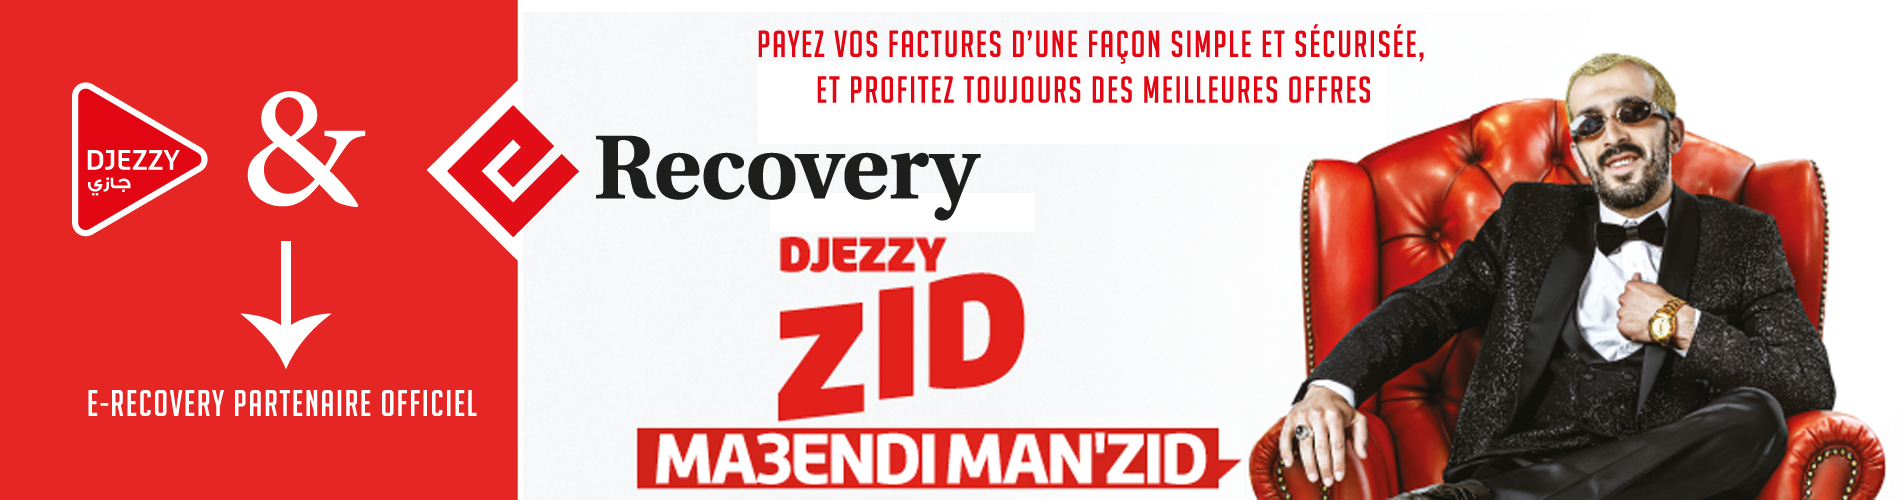 DJEZZY
جازي
&
e Recovery
E-RECOVERY PARTENAIRE OFFICIEL
PAYEZ VOS FACTURES D'UNE FAÇON SIMPLE ET SÉCURISÉE,
ET PROFITEZ TOUJOURS DES MEILLEURES OFFRES
DJEZZY
ZID
MA3ENDI MAN'ZID